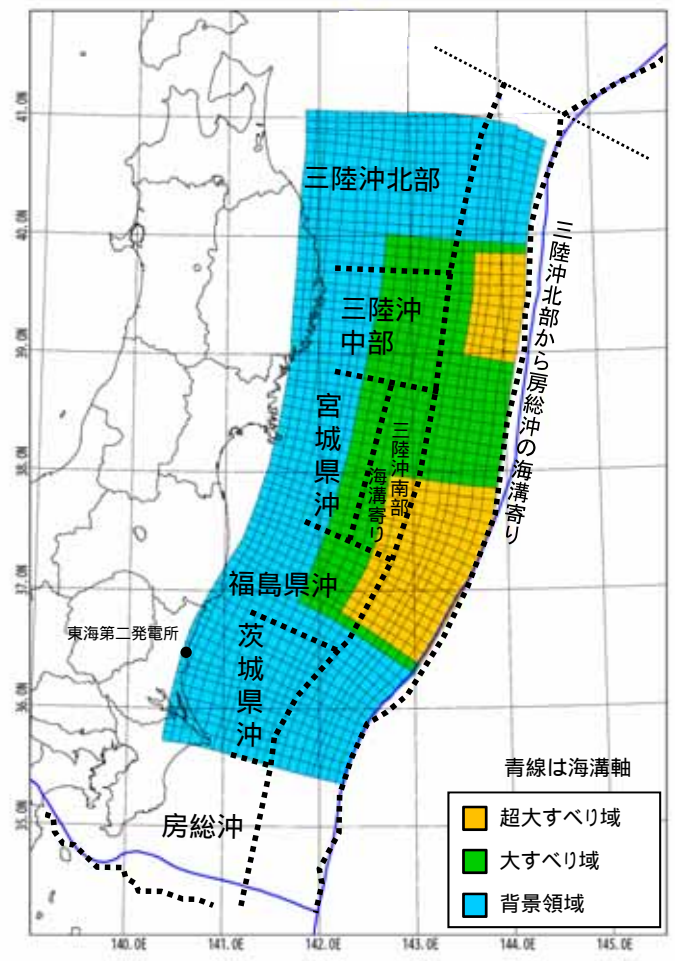 41.0N
三陸沖北部
40.0N
三陸沖
中部
39.0N
三陸沖北部から房総沖の海溝寄り
宮城県沖
三陸沖南部
海溝寄り
38.0N
37.0N
福島県沖
茨城県沖
東海第二発電所
36.0N
房総沖
35.0N
青線は海溝軸
超大すべり域
大すべり域
背景領域
140.0E
141.0E
142.0E
143.0E
144.0E
145.0E